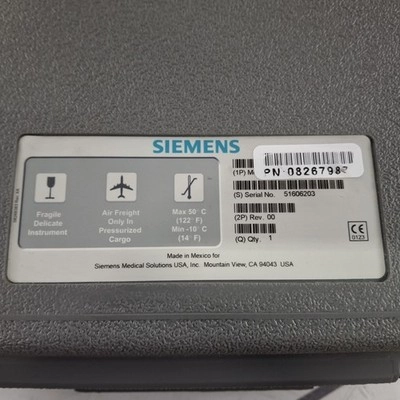 SIEMENS
(1P) M
PN 08267982
(S) Serial No. 51606203
(2P) Rev. 00
(Q) Qty. 1
Fragile
Delicate
Instrument
Air Freight
Only In
Pressurized
Cargo
Max 50° C
(122° F)
Min -10° C
(14° F)
CE
0123
Made in Mexico for
Siemens Medical Solutions USA, Inc. Mountain View, CA 94043 USA